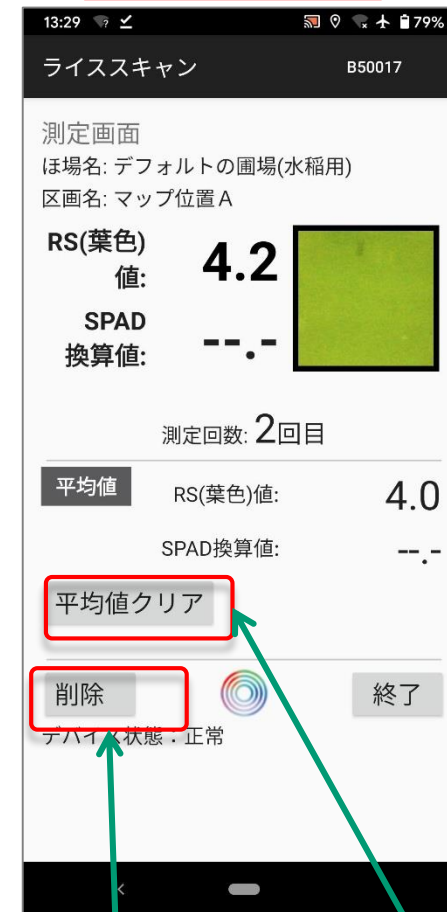 13:29 79%
ライススキャン B50017
測定画面
ほ場名: デフォルトの圃場(水稲用)
区画名: マップ位置A
RS(葉色)
値: 4.2
SPAD
換算値: --.-
測定回数: 2回目
平均値 RS(葉色)値: 4.0
SPAD換算値: --.-
平均値クリア
削除 終了
デバイス状態：正常